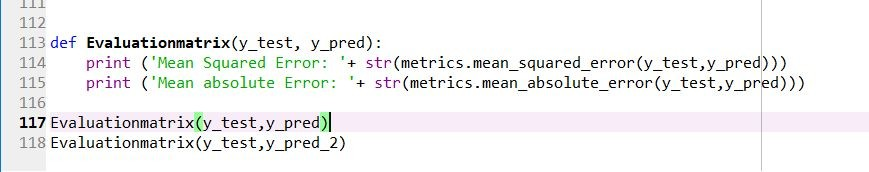 111
112
113 def Evaluationmatrix(y_test, y_pred):
114     print ('Mean Squared Error: '+ str(metrics.mean_squared_error(y_test,y_pred)))
115     print ('Mean absolute Error: '+ str(metrics.mean_absolute_error(y_test,y_pred)))
116
117 Evaluationmatrix(y_test,y_pred)
118 Evaluationmatrix(y_test,y_pred_2)